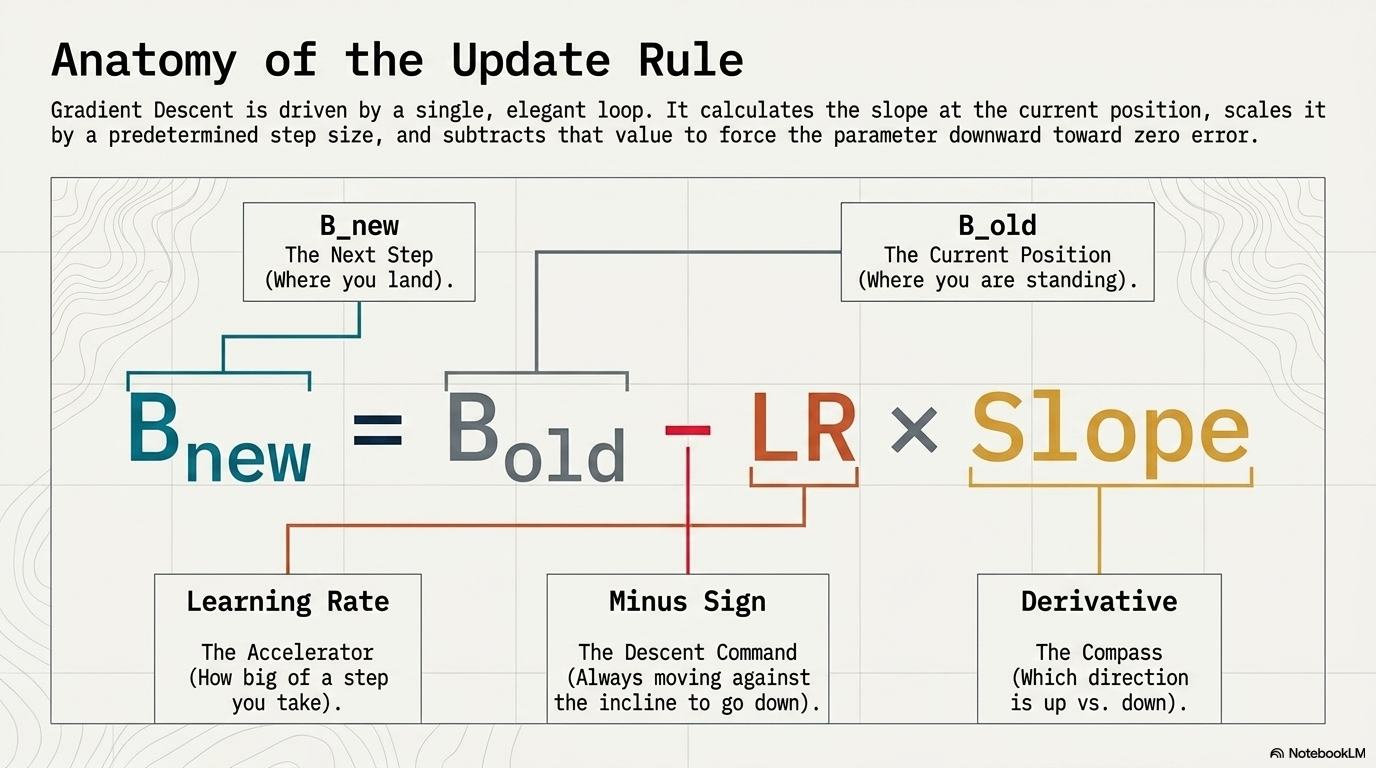 Anatomy of the Update Rule
Gradient Descent is driven by a single, elegant loop. It calculates the slope at the current position, scales it
by a predetermined step size, and subtracts that value to force the parameter downward toward zero error.
B_new
The Next Step
(Where you land).
B_old
The Current Position
(Where you are standing).
Bnew = Bold − LR × Slope
Learning Rate
The Accelerator
(How big of a step
you take).
Minus Sign
The Descent Command
(Always moving against
the incline to go down).
Derivative
The Compass
(Which direction
is up vs. down).
NotebookLM